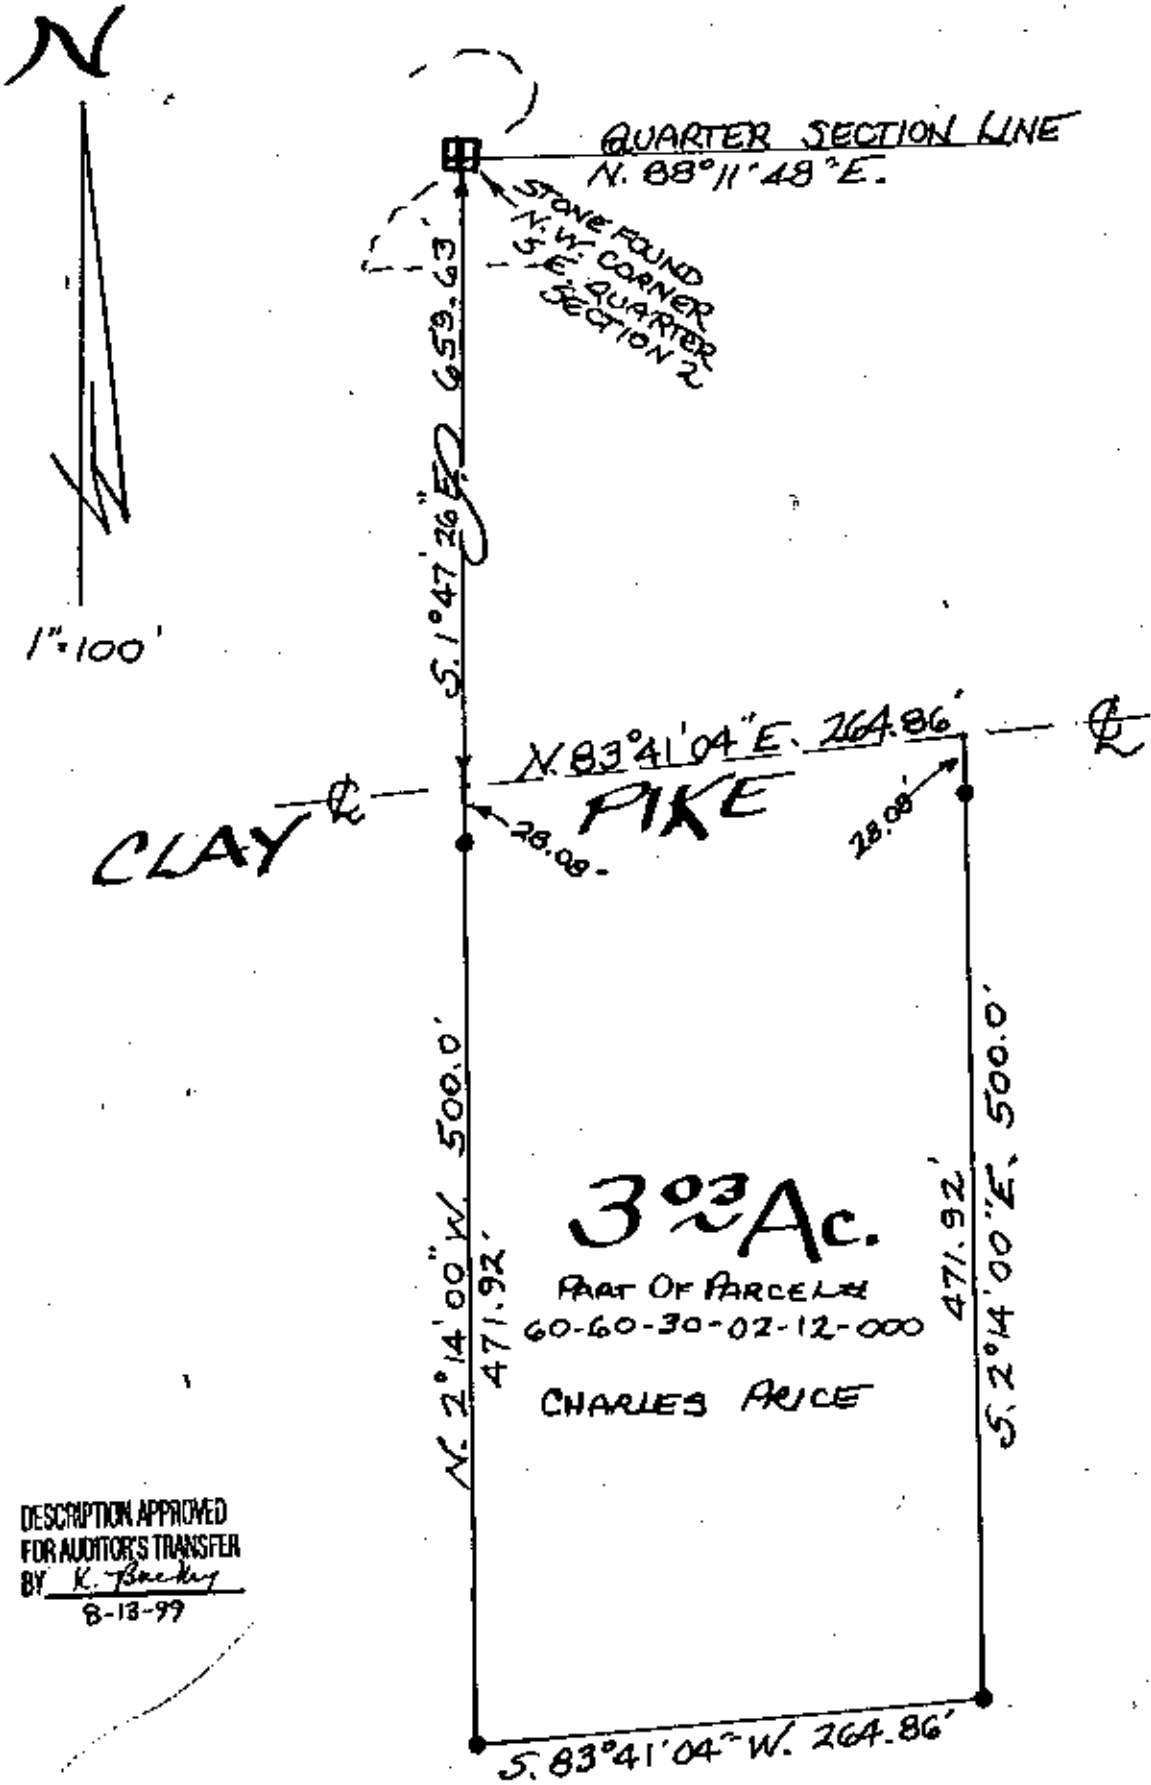 N
QUARTER SECTION LINE
N. 88°11'48"E.
STONE FOUND
N.W. CORNER
S.E. QUARTER
SECTION 2
S. 1°47'26"E. 659.63
1"=100'
N. 83°41'04"E. 264.86'
CLAY PIKE
28.08
28.08'
N. 2°14'00"W. 500.0'
471.92'
471.92'
S. 2°14'00"E. 500.0'
3.03 Ac.
PART OF PARCEL#
60-60-30-02-12-000
CHARLES PRICE
DESCRIPTION APPROVED
FOR AUDITOR'S TRANSFER
BY K.
8-13-99
S. 83°41'04"W. 264.86'